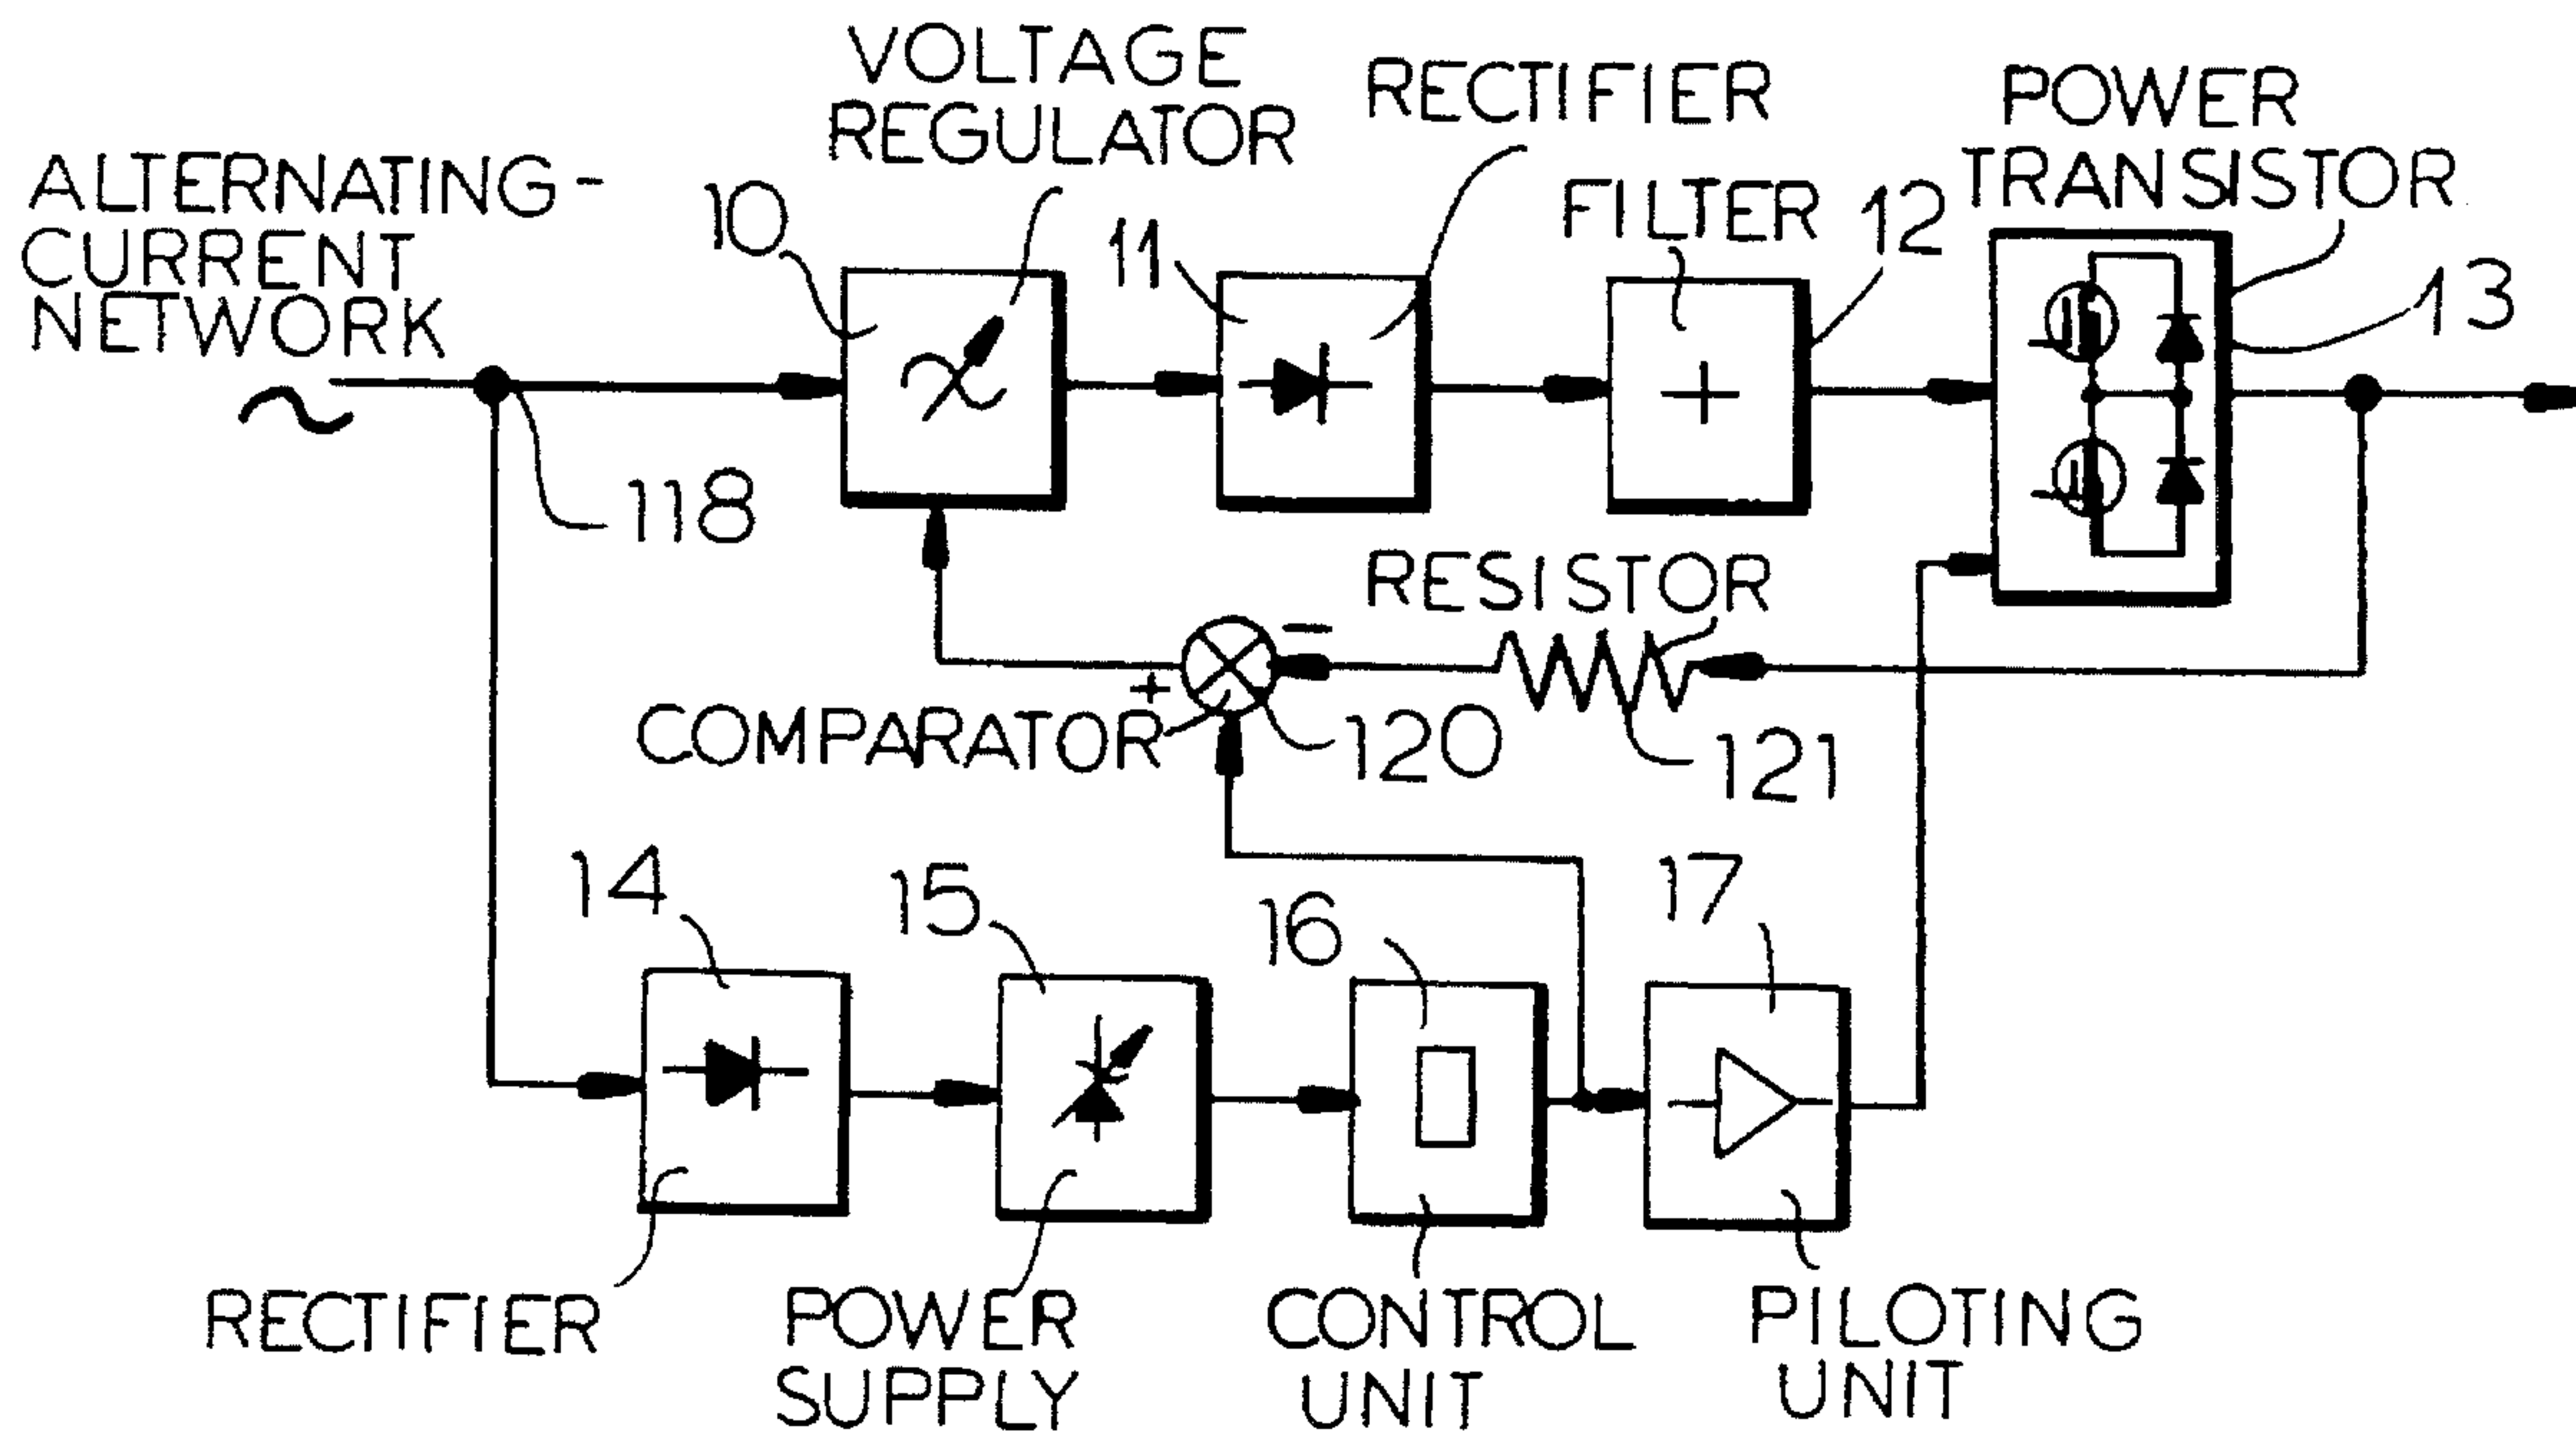 VOLTAGE
REGULATOR
RECTIFIER
POWER
TRANSISTOR
ALTERNATING-
CURRENT
NETWORK
10
11
FILTER
12
13
118
RESISTOR
−
+
COMPARATOR
120
121
14
15
16
17
RECTIFIER
POWER
SUPPLY
CONTROL
UNIT
PILOTING
UNIT